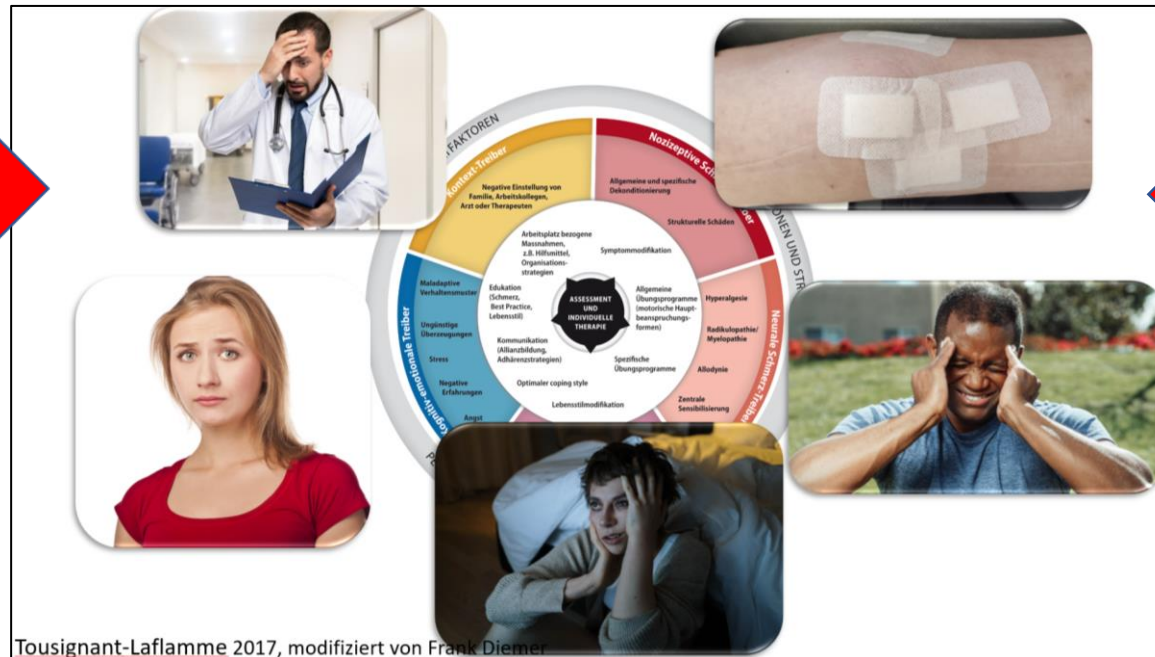 FAKTOREN
Kontext-Treiber
Negative Einstellung von
Familie, Arbeitskollegen,
Arzt oder Therapeuten
Nozizeptive
Allgemeine und spezifische
Dekonditionierung
Strukturelle Schäden
UND
Arbeitsplatz bezogene
Massnahmen,
z.B. Hilfsmittel,
Organisations-
strategien
Symptommodifikation
Maladaptive
Verhaltensmuster
Ungünstige
Überzeugungen
Stress
Negative
Erfahrungen
Angst
Kognitiv-emotionale Treiber
Edukation
(Schmerz,
Best Practice,
Lebensstil)
Kommunikation
(Allianzbildung,
Adhärenzstrategien)
ASSESSMENT
UND
INDIVIDUELLE
THERAPIE
Allgemeine
Übungsprogramme
(motorische Haupt-
beanspruchungs-
formen)
Spezifische
Übungsprogramme
Optimaler coping style
Lebensstilmodifikation
Hyperalgesie
Radikulopathie/
Myelopathie
Allodynie
Zentrale
Sensibilisierung
Neurale Schmerz-Treiber
Tousignant-Laflamme 2017, modifiziert von Frank Diemer